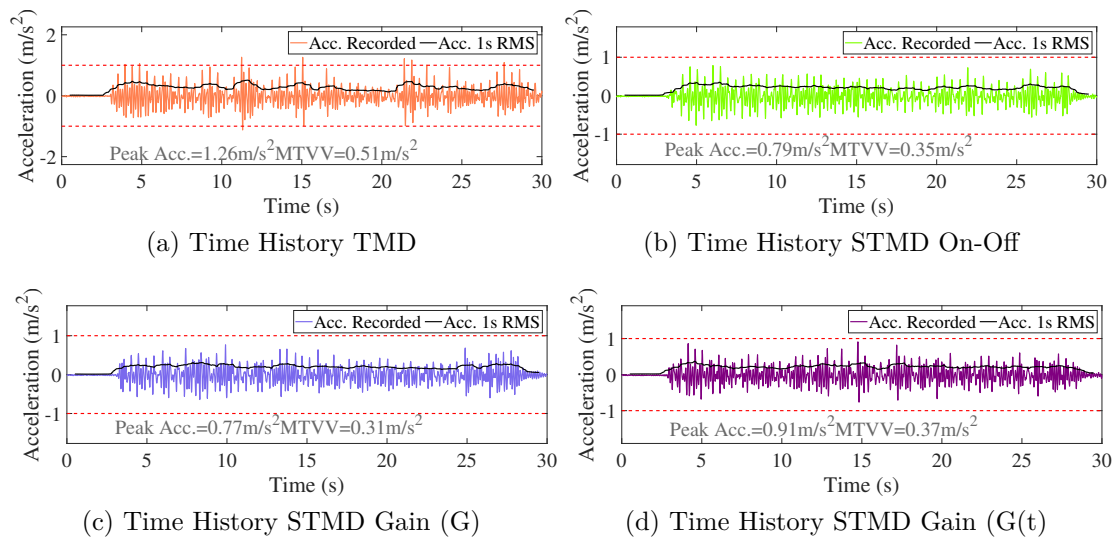 Acceleration (m/s²)
2
0
-2
Acc. Recorded Acc. 1s RMS
Peak Acc.=1.26m/s²MTVV=0.51m/s²
0 5 10 15 20 25 30
Time (s)
(a) Time History TMD
Acceleration (m/s²)
1
0
-1
Acc. Recorded Acc. 1s RMS
Peak Acc.=0.79m/s²MTVV=0.35m/s²
0 5 10 15 20 25 30
Time (s)
(b) Time History STMD On-Off
Acceleration (m/s²)
1
0
-1
Acc. Recorded Acc. 1s RMS
Peak Acc.=0.77m/s²MTVV=0.31m/s²
0 5 10 15 20 25 30
Time (s)
(c) Time History STMD Gain (G)
Acceleration (m/s²)
1
0
-1
Acc. Recorded Acc. 1s RMS
Peak Acc.=0.91m/s²MTVV=0.37m/s²
0 5 10 15 20 25 30
Time (s)
(d) Time History STMD Gain (G(t)